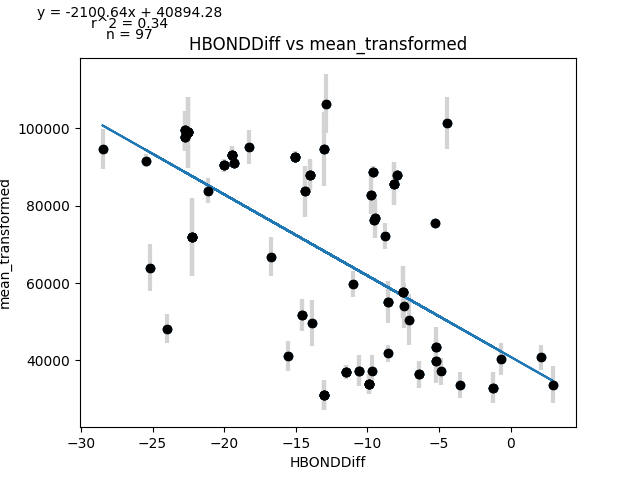 y = -2100.64x + 40894.28
r^2 = 0.34
n = 97
HBONDDiff vs mean_transformed
mean_transformed
100000
80000
60000
40000
−30 −25 −20 −15 −10 −5 0
HBONDDiff